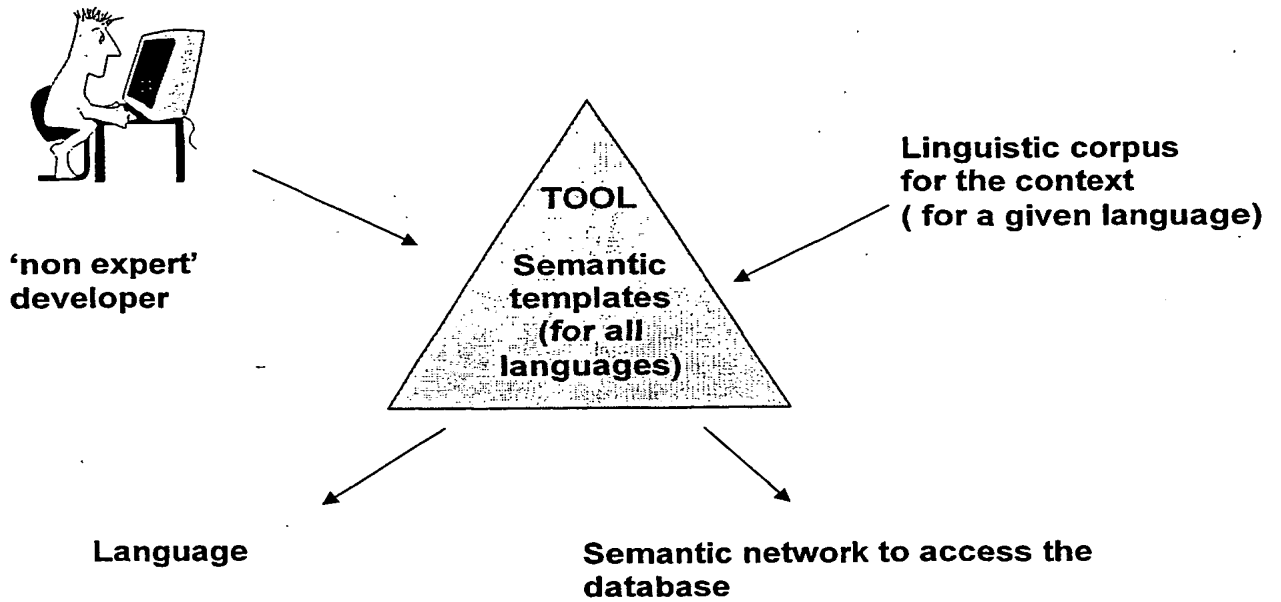 'non expert'
developer
TOOL
Semantic
templates
(for all
languages)
Linguistic corpus
for the context
( for a given language)
Language
Semantic network to access the
database